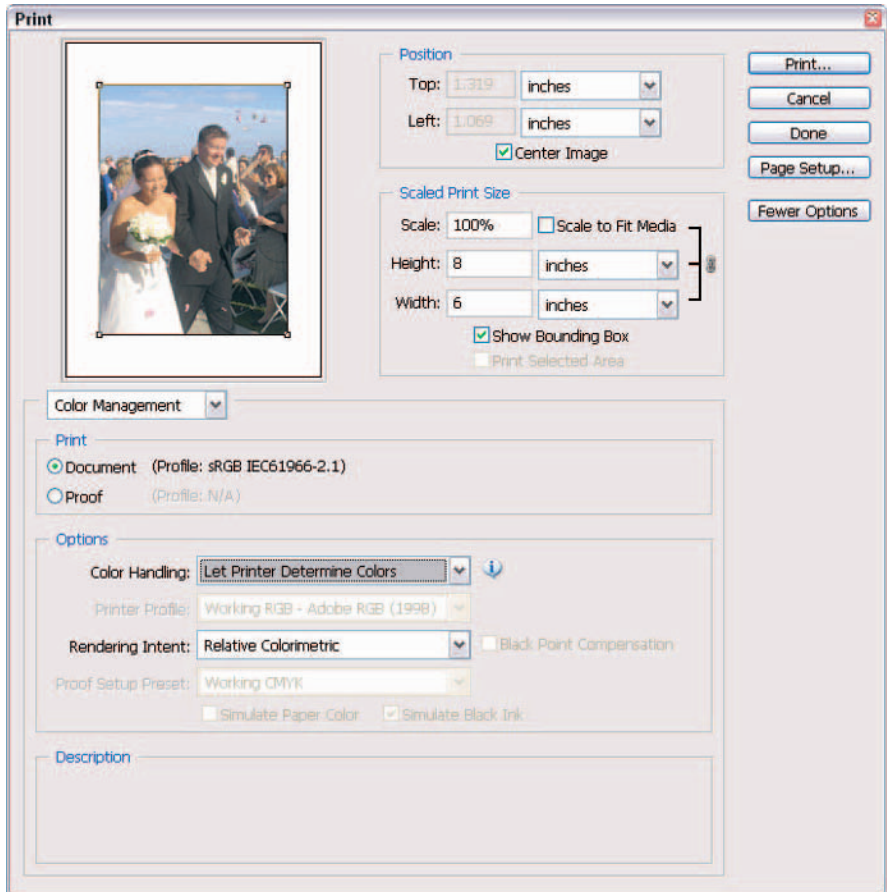 Print
Position
Top: 1.319 inches
Left: 1.069 inches
Center Image
Print...
Cancel
Done
Page Setup...
Fewer Options
Scaled Print Size
Scale: 100% Scale to Fit Media
Height: 8 inches
Width: 6 inches
Show Bounding Box
Print Selected Area
Color Management
Print
Document (Profile: sRGB IEC61966-2.1)
Proof (Profile: N/A)
Options
Color Handling: Let Printer Determine Colors
Printer Profile: Working RGB - Adobe RGB (1998)
Rendering Intent: Relative Colorimetric Black Point Compensation
Proof Setup Preset: Working CMYK
Simulate Paper Color Simulate Black Ink
Description